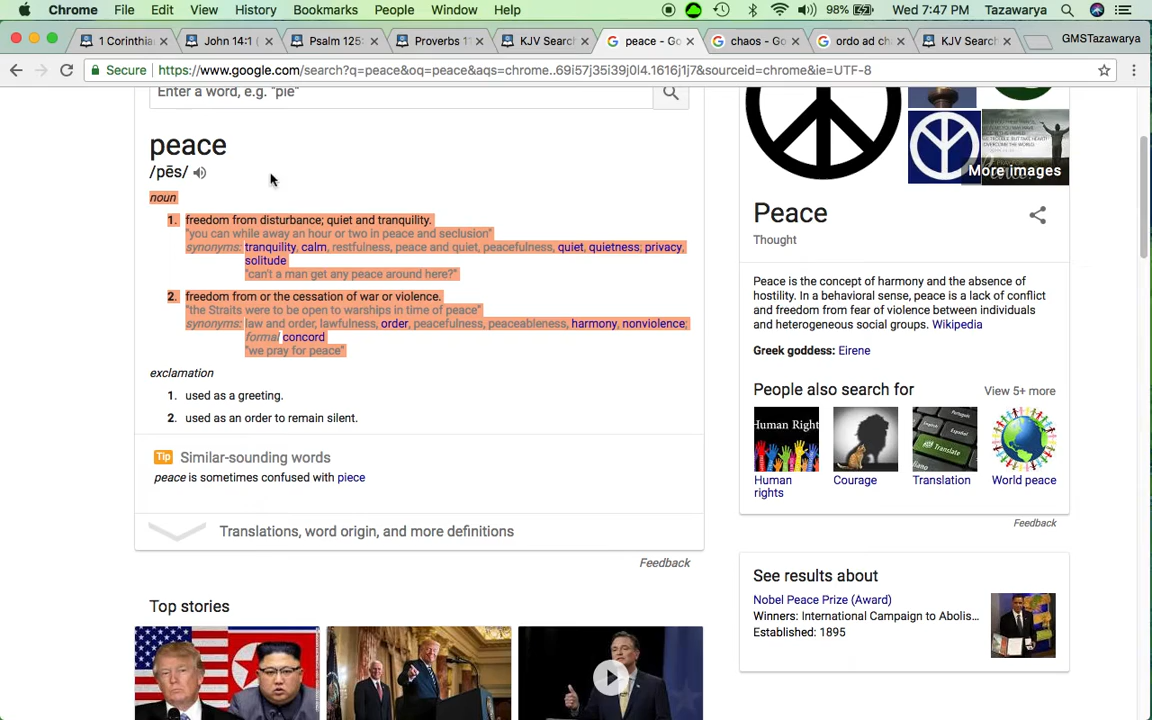 Chrome File Edit View History Bookmarks People Window Help 98% Wed 7:47 PM Tazawarya
1 Corinthia
John 14:1 (
Psalm 125:
Proverbs 1
KJV Search
peace - Go
chaos - Go
ordo ad ch
KJV Search
GMSTazawarya
Secure https://www.google.com/search?q=peace&oq=peace&aqs=chrome..69i57j35i39j0l4.1616j1j7&sourceid=chrome&ie=UTF-8
Enter a word, e.g. "pie"
peace
/pēs/
noun
1. freedom from disturbance; quiet and tranquility.
"you can while away an hour or two in peace and seclusion"
synonyms: tranquility, calm, restfulness, peace and quiet, peacefulness, quiet, quietness; privacy,
solitude
"can't a man get any peace around here?"
2. freedom from or the cessation of war or violence.
"the Straits were to be open to warships in time of peace"
synonyms: law and order, lawfulness, order, peacefulness, peaceableness, harmony, nonviolence;
formal concord
"we pray for peace"
exclamation
1. used as a greeting.
2. used as an order to remain silent.
Tip Similar-sounding words
peace is sometimes confused with piece
Translations, word origin, and more definitions
Feedback
Top stories
More images
Peace
Thought
Peace is the concept of harmony and the absence of
hostility. In a behavioral sense, peace is a lack of conflict
and freedom from fear of violence between individuals
and heterogeneous social groups. Wikipedia
Greek goddess: Eirene
People also search for View 5+ more
Human Right
Translate
Human
rights
Courage
Translation
World peace
Feedback
See results about
Nobel Peace Prize (Award)
Winners: International Campaign to Abolis...
Established: 1895